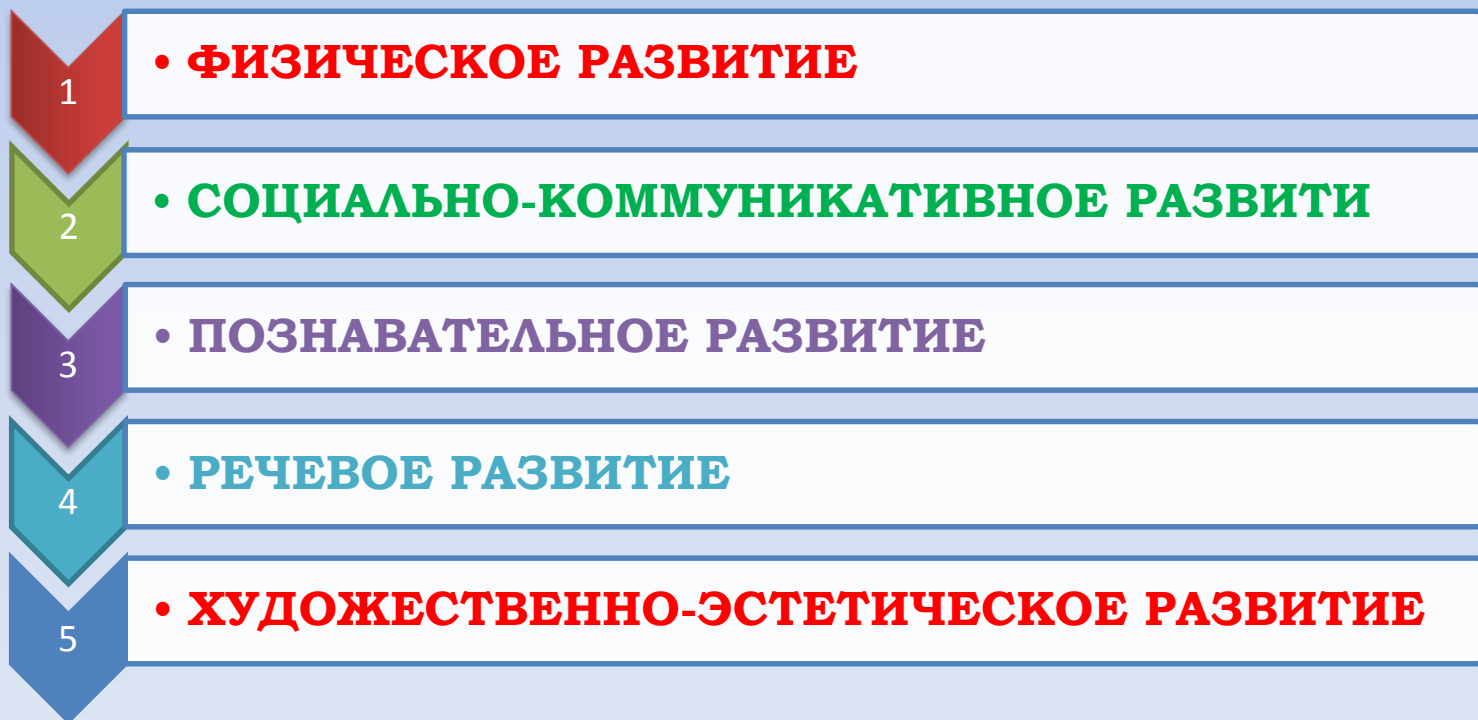 1
• ФИЗИЧЕСКОЕ РАЗВИТИЕ
2
• СОЦИАЛЬНО-КОММУНИКАТИВНОЕ РАЗВИТИ
3
• ПОЗНАВАТЕЛЬНОЕ РАЗВИТИЕ
4
• РЕЧЕВОЕ РАЗВИТИЕ
5
• ХУДОЖЕСТВЕННО-ЭСТЕТИЧЕСКОЕ РАЗВИТИЕ